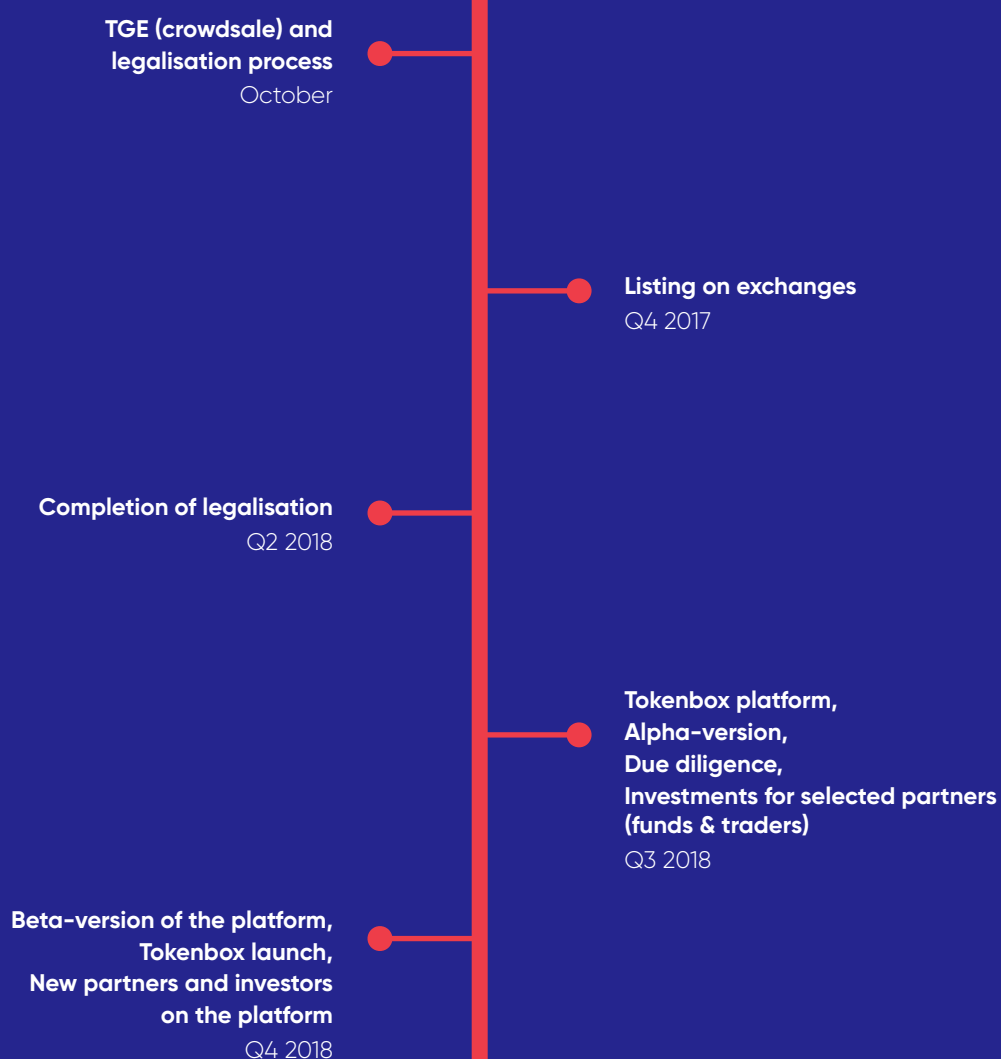 TGE (crowdsale) and
legalisation process
October
Listing on exchanges
Q4 2017
Completion of legalisation
Q2 2018
Tokenbox platform,
Alpha-version,
Due diligence,
Investments for selected partners
(funds & traders)
Q3 2018
Beta-version of the platform,
Tokenbox launch,
New partners and investors
on the platform
Q4 2018